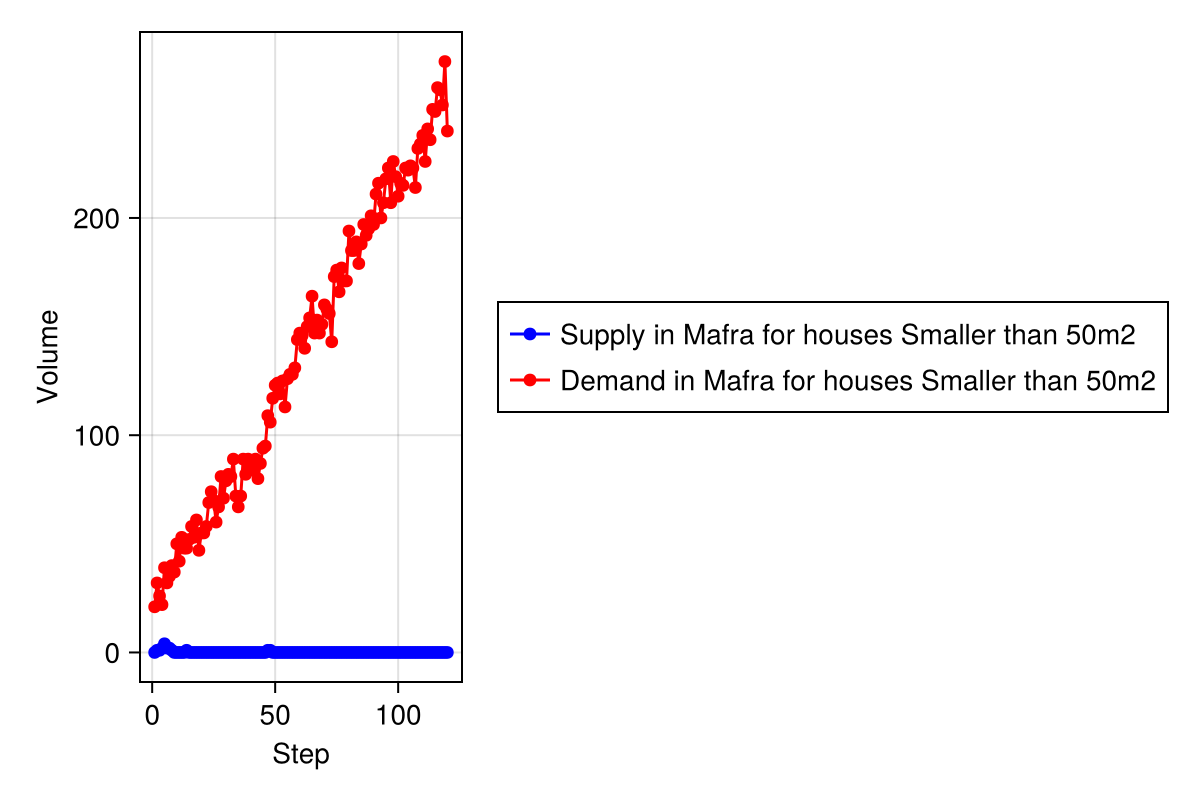 Volume
200
100
0
0 50 100
Step
Supply in Mafra for houses Smaller than 50m2
Demand in Mafra for houses Smaller than 50m2